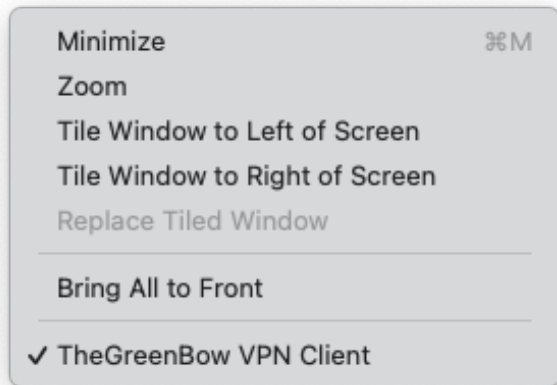 Minimize ⌘M
Zoom
Tile Window to Left of Screen
Tile Window to Right of Screen
Replace Tiled Window
Bring All to Front
✓ TheGreenBow VPN Client